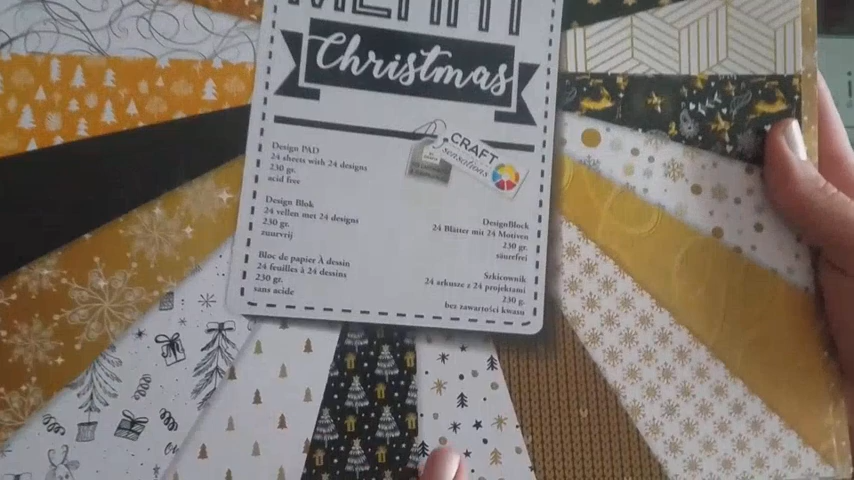 MERRY
Christmas
by CRAFT
sensations
Design PAD
24 sheets with 24 designs
230 gr.
acid free
Design Blok
24 vellen met 24 designs
230 gr.
zuurvrij
Bloc de papier À dessin
24 feuilles à 24 dessins
230 gr.
sans acide
DesignBlock
24 Blätter mit 24 Motiven
230 gr.
säurefrei
Szkicownik
24 arkusze z 24 projektami
230 g.
bez zawartości kwasu